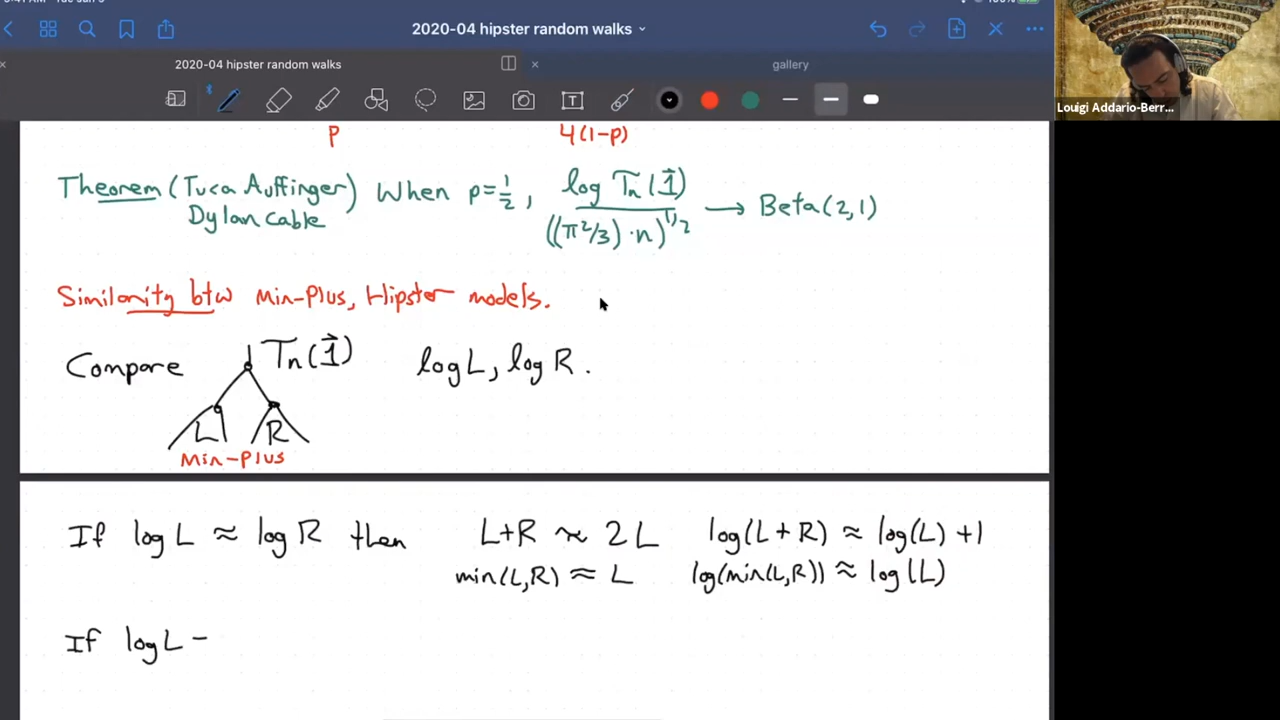 2020-04 hipster random walks
2020-04 hipster random walks
gallery
T
Louigi Addario-Berr...
p
4(1-p)
Theorem (Tuca Auffinger) When p=1/2, log Tn(1⃗) / ((π²/3)·n)^1/2 → Beta(2,1)
Dylan Cable
Similarity btw Min-Plus, Hipster models.
Compare Tn(1⃗) log L, log R.
L R
Min-Plus
If log L ≈ log R then L+R ≈ 2L log(L+R) ≈ log(L) +1
min(L,R) ≈ L log(min(L,R)) ≈ log(L)
If log L -